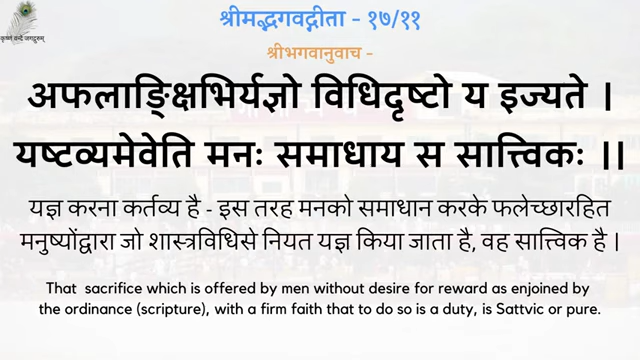 श्रीमद्भगवद्गीता - १७/११
कृष्णं वन्दे जगद्गुरुम्
श्रीभगवानुवाच -
अफलाङ्क्षिभिर्यज्ञो विधिदृष्टो य इज्यते ।
यष्टव्यमेवेति मनः समाधाय स सात्त्विकः ।।
यज्ञ करना कर्तव्य है - इस तरह मनको समाधान करके फलेच्छारहित
मनुष्योंद्वारा जो शास्त्रविधिसे नियत यज्ञ किया जाता है, वह सात्त्विक है |
That sacrifice which is offered by men without desire for reward as enjoined by
the ordinance (scripture), with a firm faith that to do so is a duty, is Sattvic or pure.